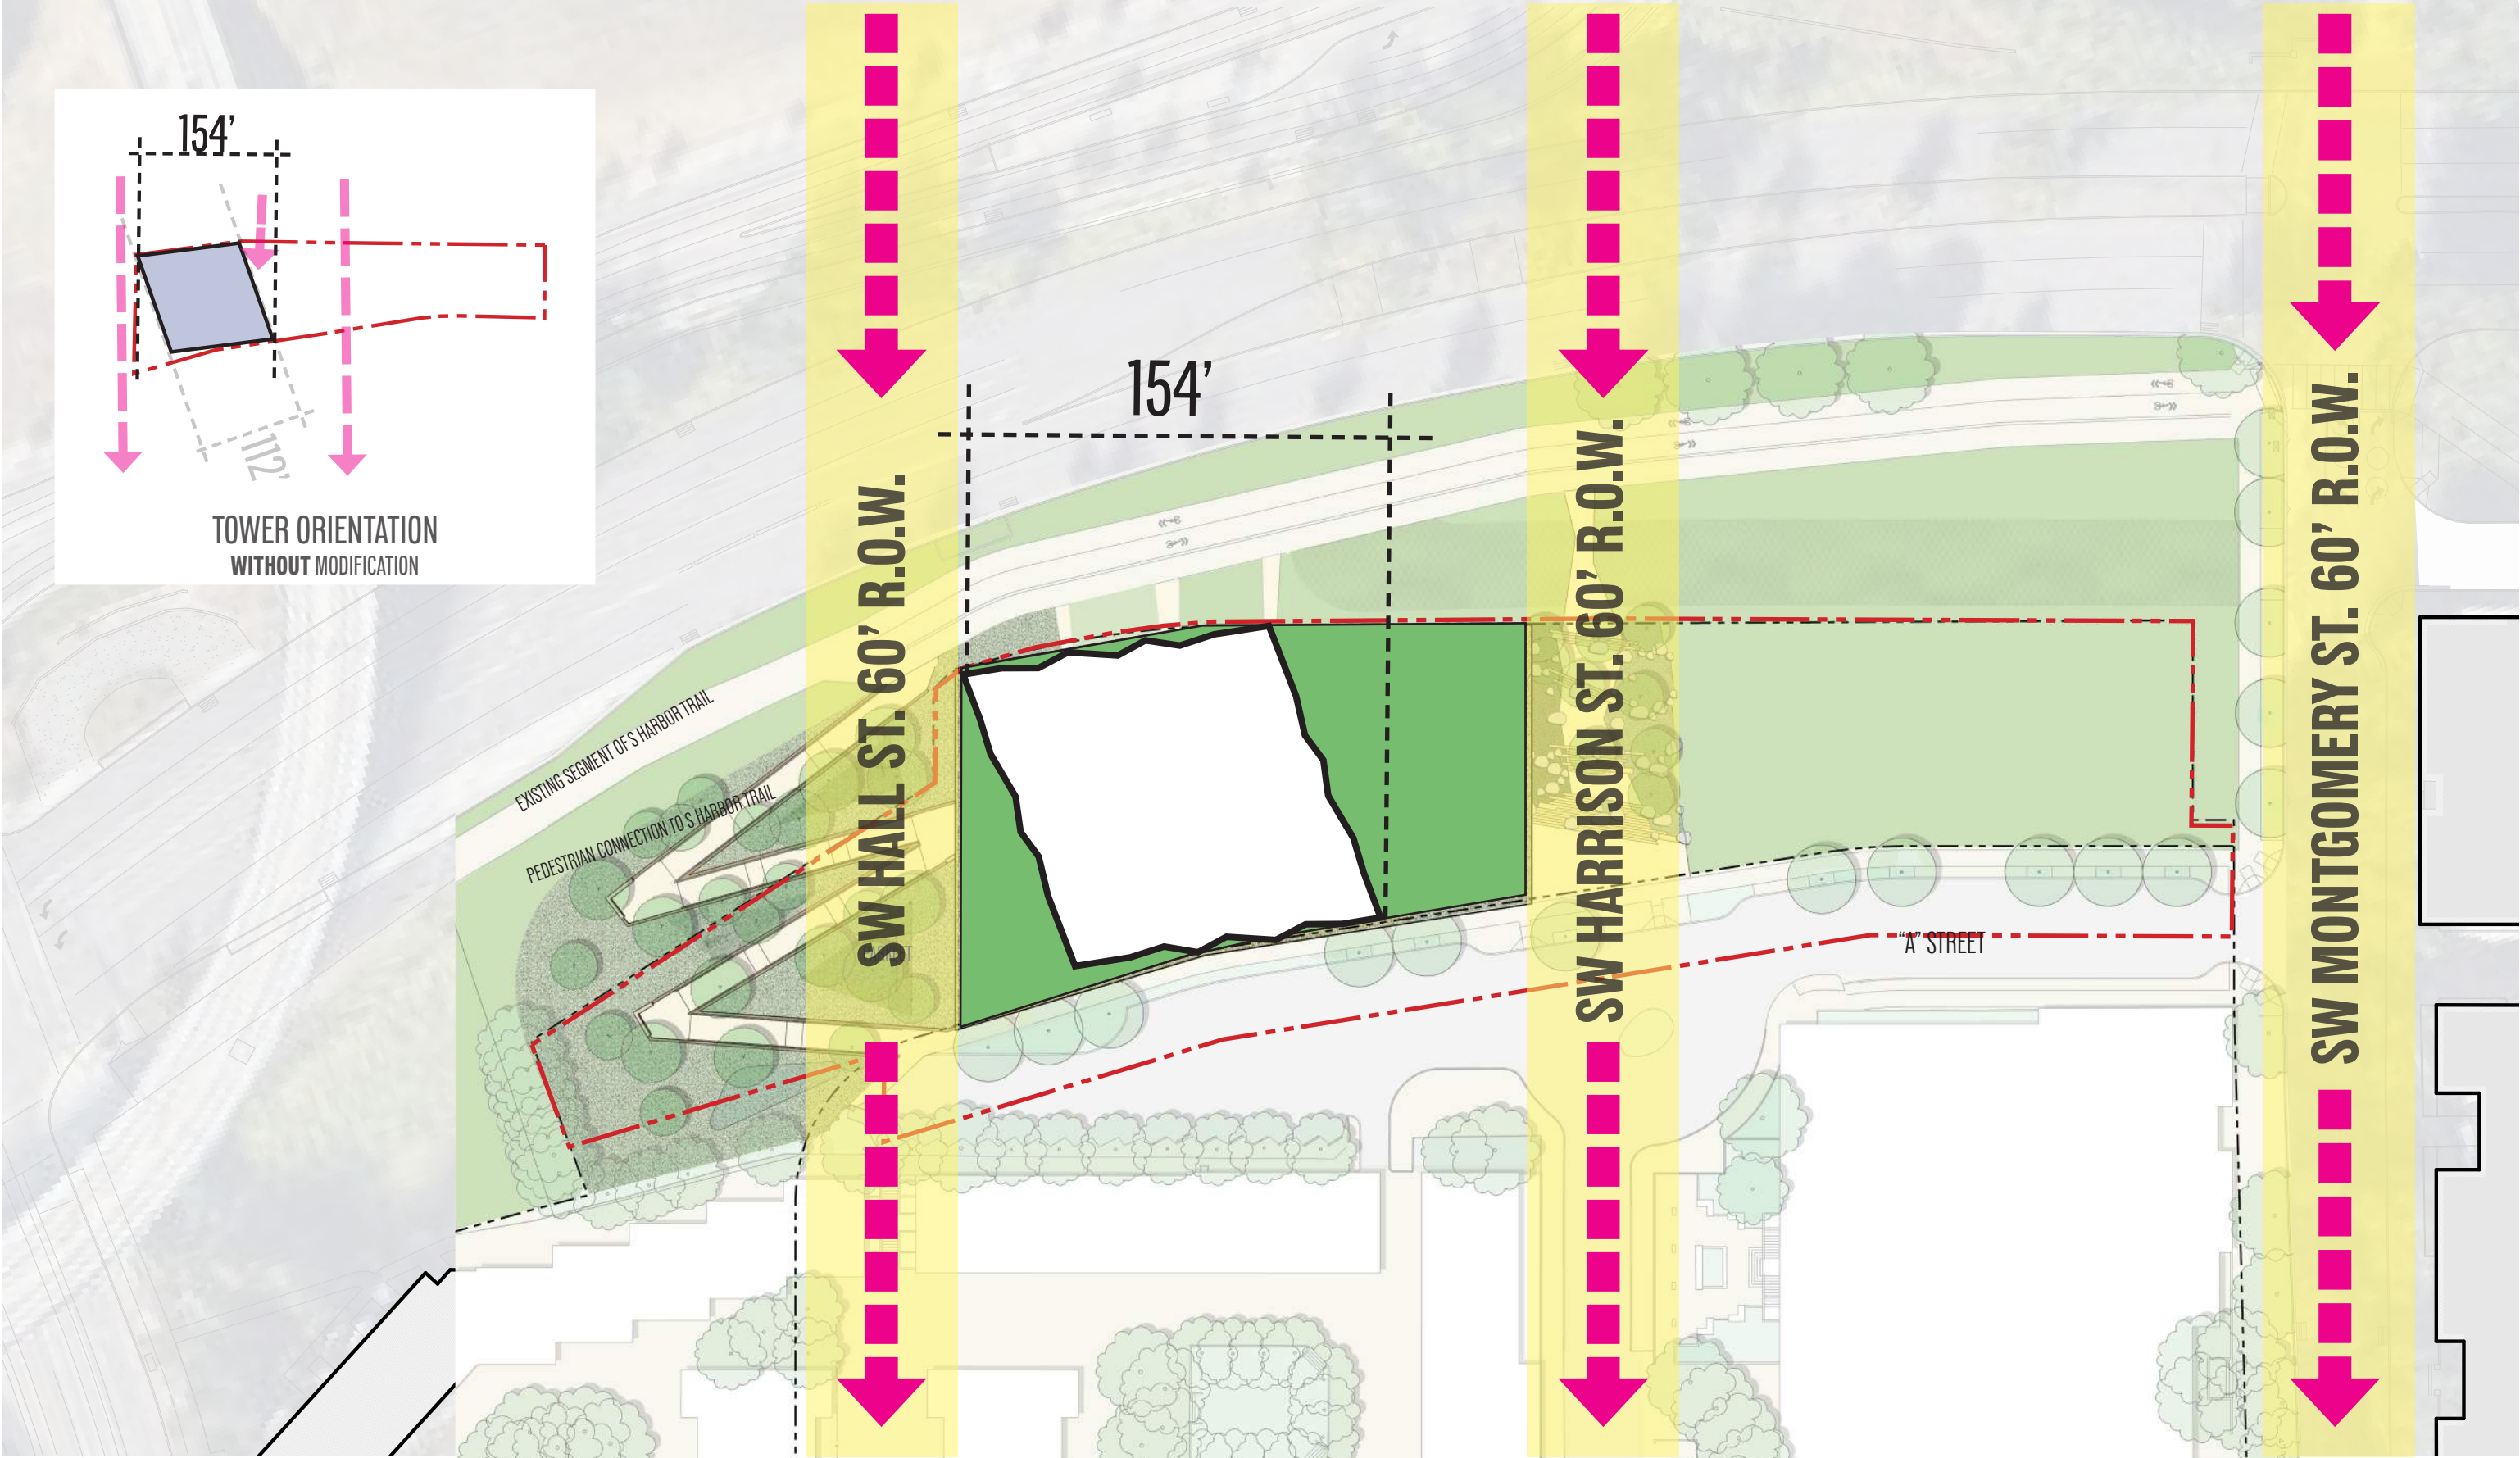 154’
112’
TOWER ORIENTATION
WITHOUT MODIFICATION
154’
SW HALL ST. 60’ R.O.W.
SW HARRISON ST. 60’ R.O.W.
SW MONTGOMERY ST. 60’ R.O.W.
EXISTING SEGMENT OF S HARBOR TRAIL
PEDESTRIAN CONNECTION TO S HARBOR TRAIL
“A” STREET